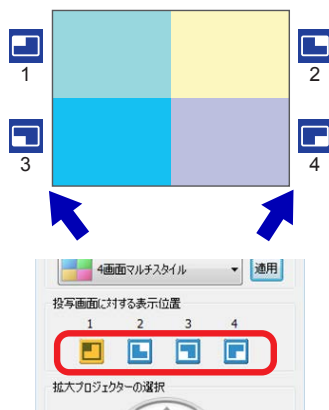 1
2
3
4
4画面マルチスタイル
適用
投写画面に対する表示位置
1 2 3 4
拡大プロジェクターの選択